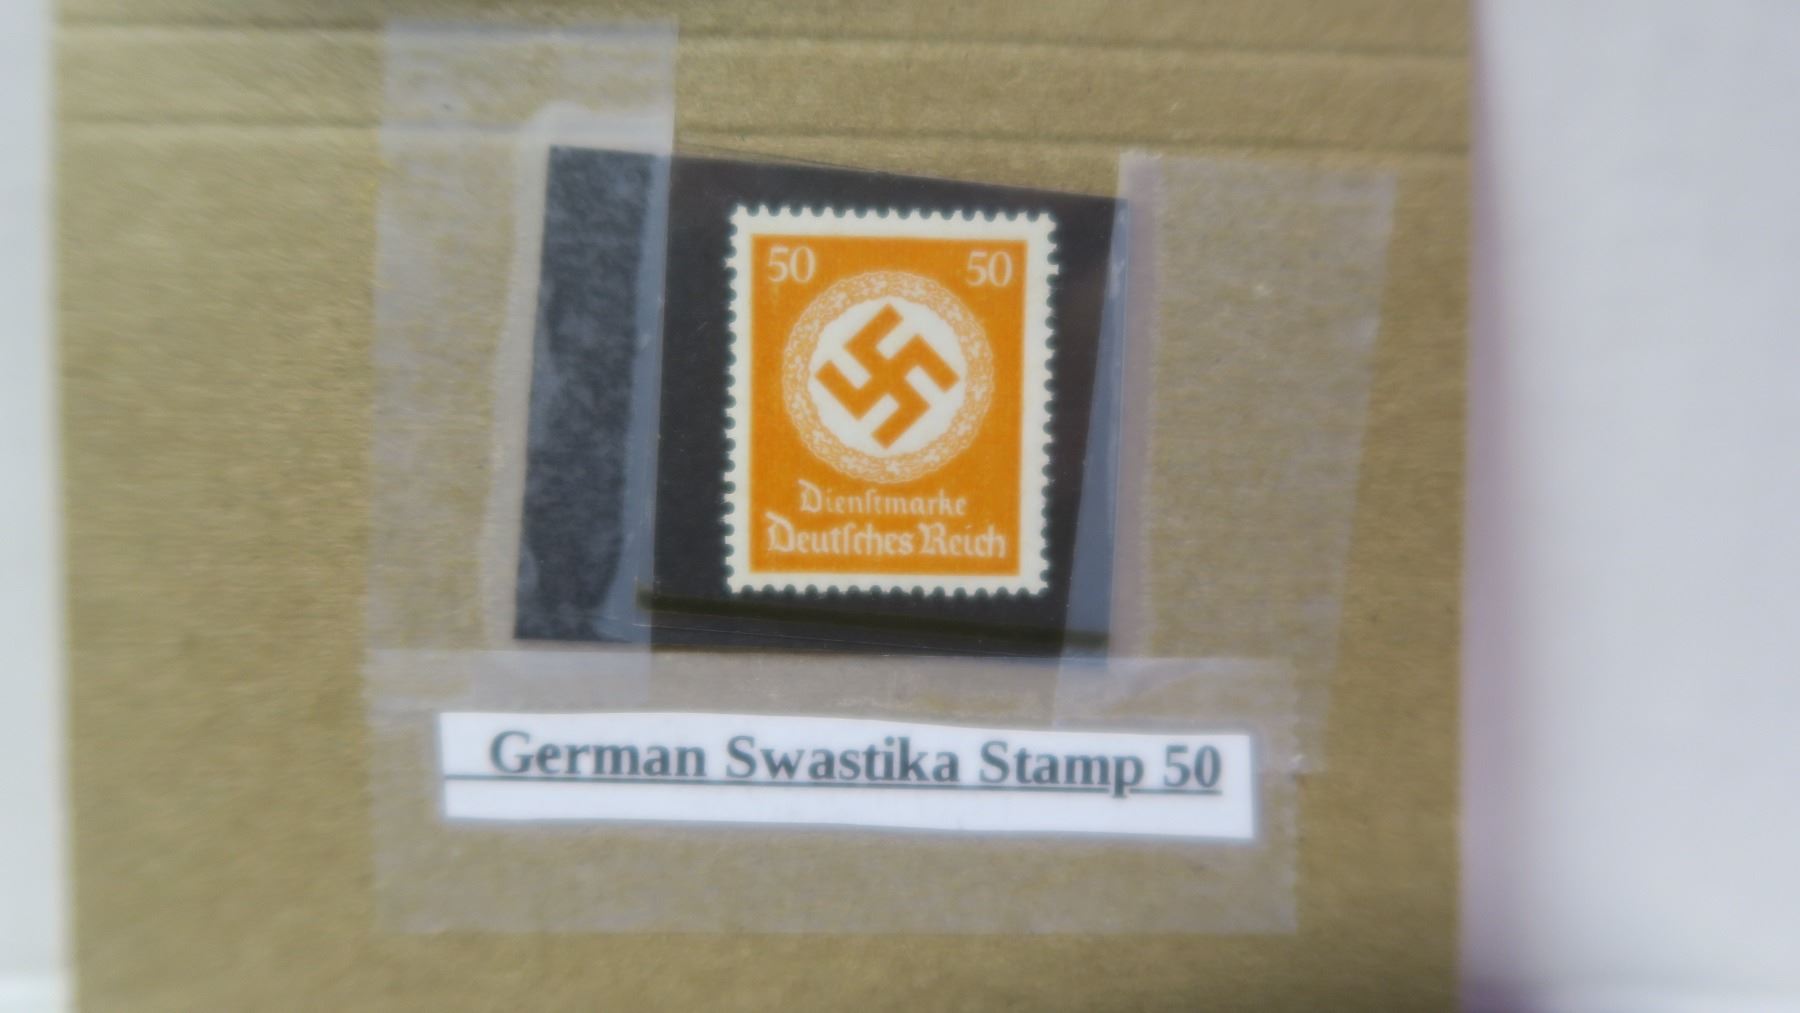 50 50
Dienſtmarke
Deutſches Reich
German Swastika Stamp 50